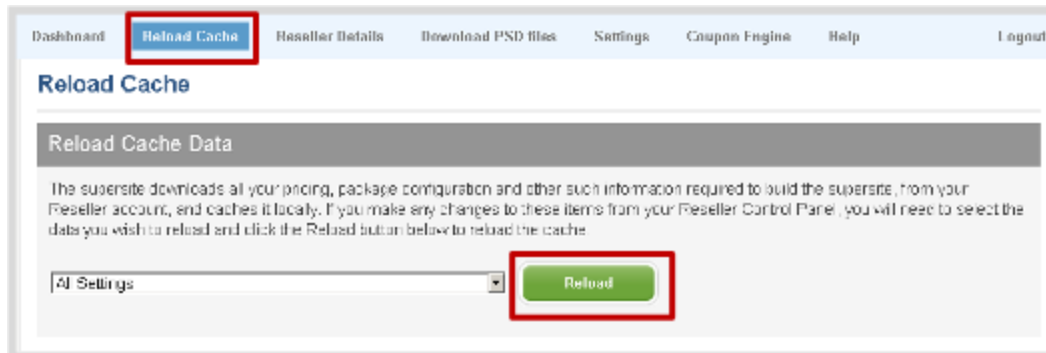 Dashboard Reload Cache Reseller Details Download PSD files Settings Coupon Engine Help Logout
Reload Cache
Reload Cache Data
The supersite downloads all your pricing, package configuration and other such information required to build the supersite, from your
Reseller account, and caches it locally. If you make any changes to these items from your Reseller Control Panel, you will need to select the
data you wish to reload and click the Reload button below to reload the cache.
All Settings Reload